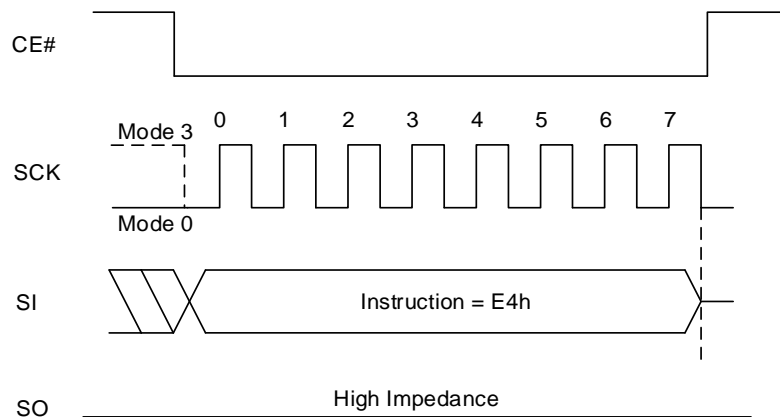 CE#
0 1 2 3 4 5 6 7
Mode 3
SCK
Mode 0
SI
Instruction = E4h
High Impedance
SO